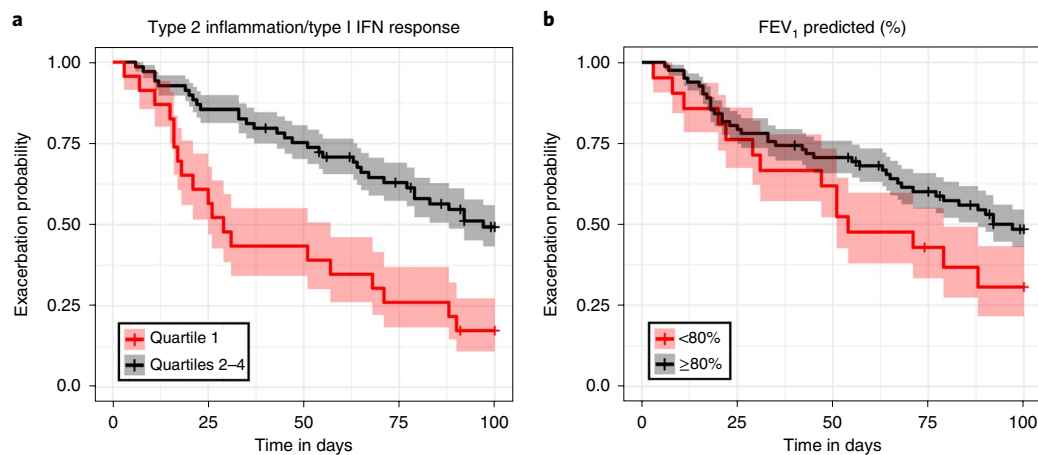 a
Type 2 inflammation/type I IFN response
Exacerbation probability
1.00
0.75
0.50
0.25
0.0
Quartile 1
Quartiles 2–4
0 25 50 75 100
Time in days
b
FEV1 predicted (%)
Exacerbation probability
1.00
0.75
0.50
0.25
0.0
<80%
≥80%
0 25 50 75 100
Time in days